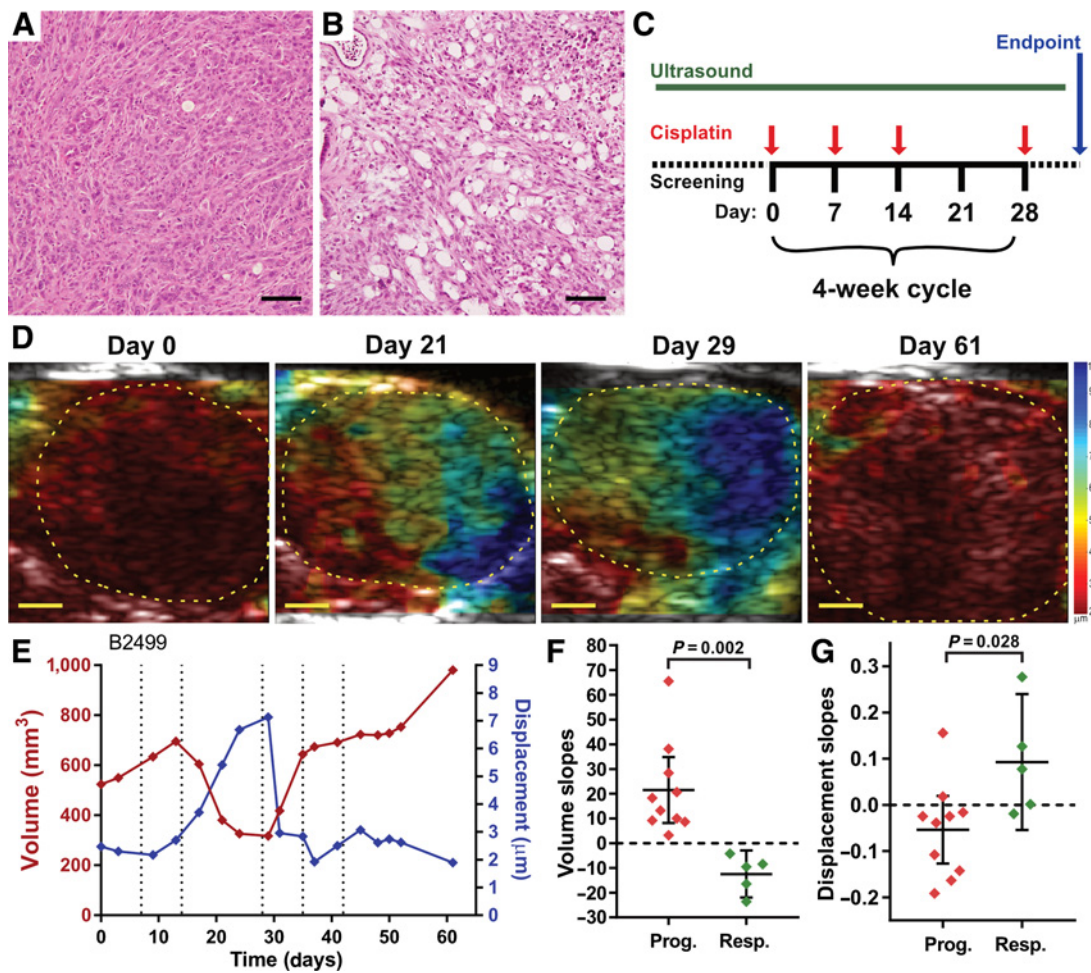 A
B
C
Endpoint
Ultrasound
Cisplatin
Screening
Day: 0 7 14 21 28
4-week cycle
D
Day 0
Day 21
Day 29
Day 61
µm
E
B2499
Volume (mm³)
1,000
800
600
400
200
0
Displacement (µm)
9
8
7
6
5
4
3
2
1
0
0 10 20 30 40 50 60
Time (days)
F
P = 0.002
Volume slopes
80
70
60
50
40
30
20
10
0
−10
−20
−30
Prog. Resp.
G
P = 0.028
Displacement slopes
0.3
0.2
0.1
0.0
−0.1
−0.2
Prog. Resp.